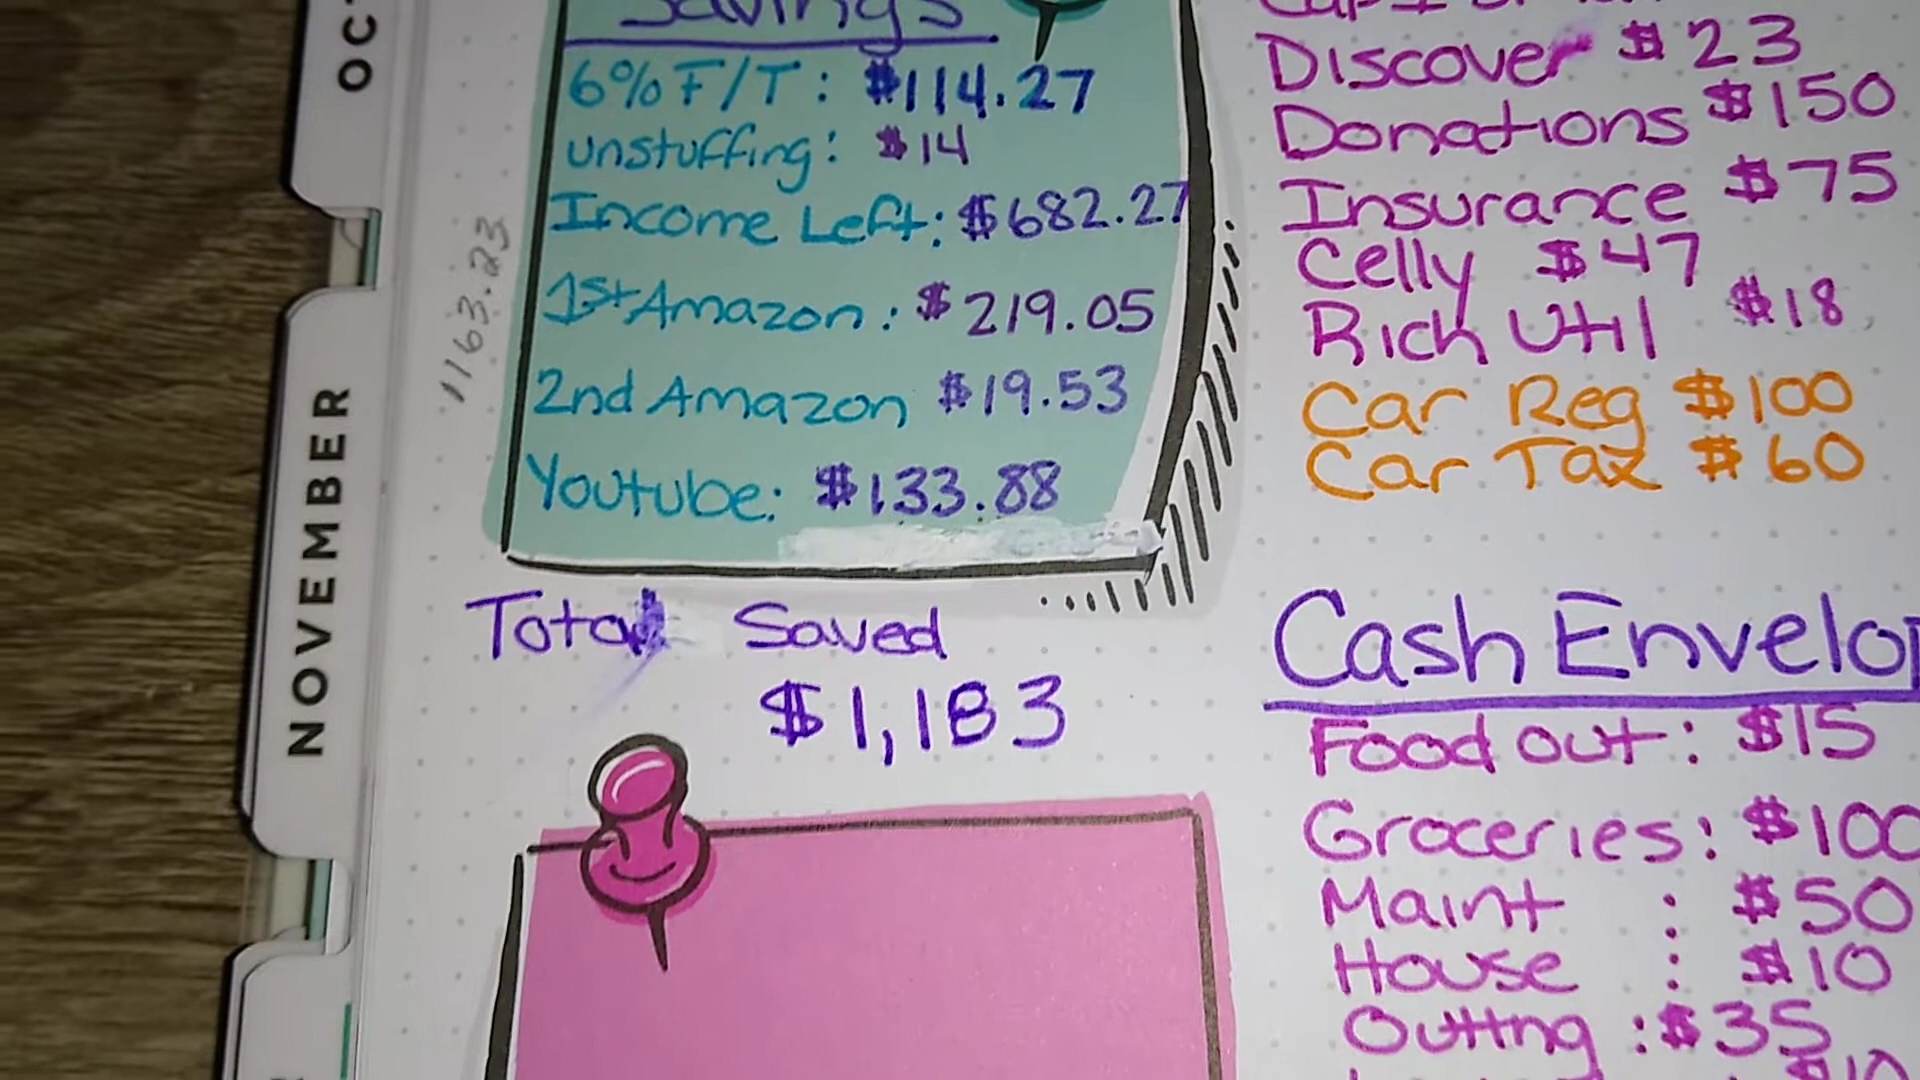 OCT
NOVEMBER
1163.23
Savings
6% F/T: $114.27
unstuffing: $14
Income Left: $682.27
1st Amazon: $219.05
2nd Amazon $19.53
Youtube: $133.88
Total Saved
$1,183
Discover $23
Donations $150
Insurance $75
Celly $47
Rich Util $18
Car Reg $100
Car Tax $60
Cash Envelop
Food out: $15
Groceries: $100
Maint : $50
House : $10
Outtng : $35